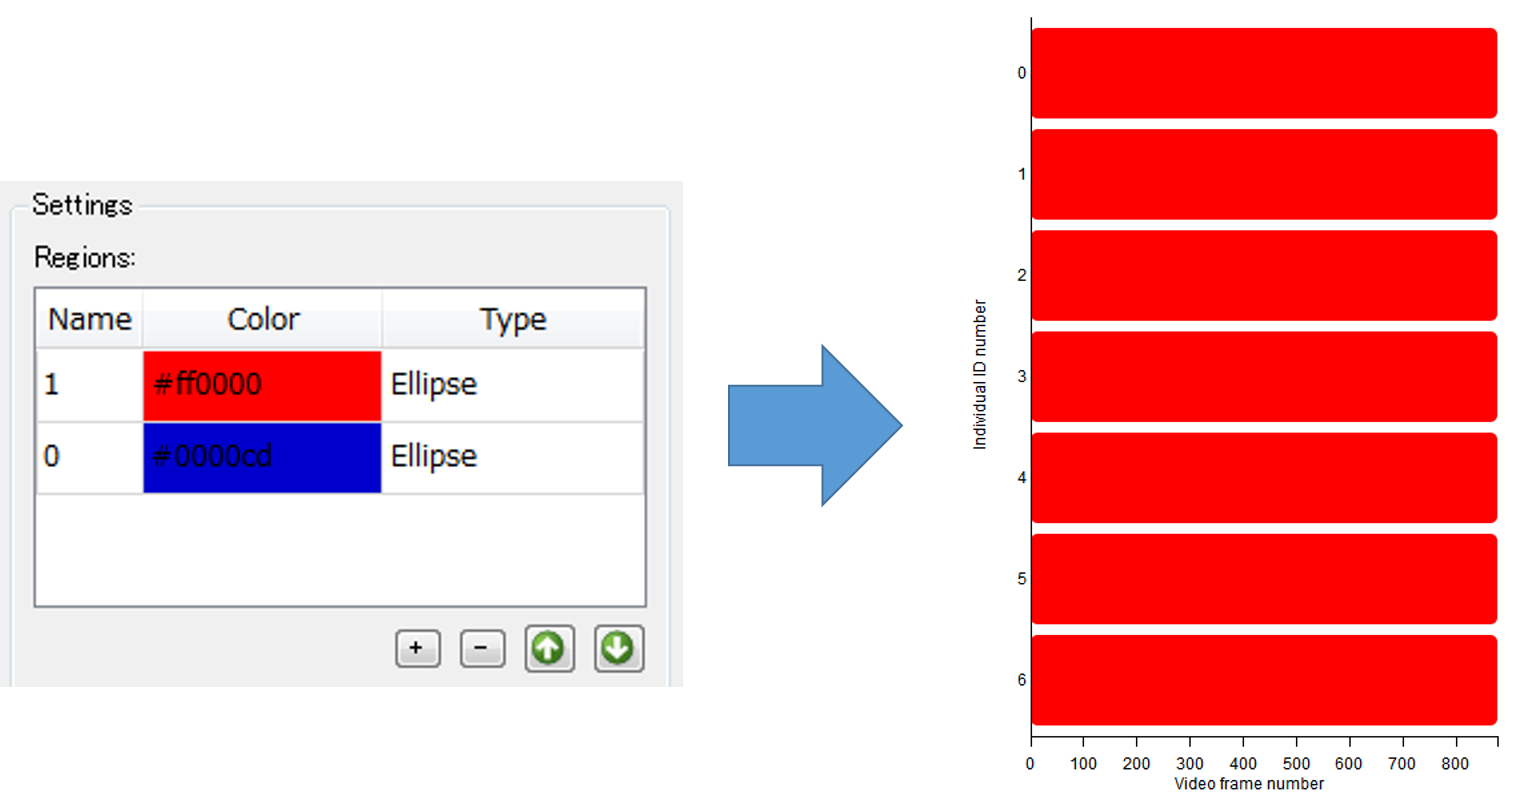 Settings
Regions:
Name Color Type
1 #ff0000 Ellipse
0 #0000cd Ellipse
+ −
Individual ID number
0
1
2
3
4
5
6
0 100 200 300 400 500 600 700 800
Video frame number